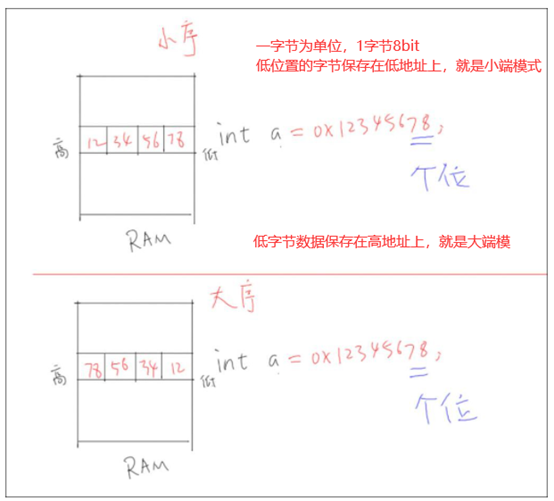 小序
一字节为单位，1字节8bit
低位置的字节保存在低地址上，就是小端模式
高 12 34 56 78 低 int a = 0x12345678;
个位
RAM
低字节数据保存在高地址上，就是大端模
大序
高 78 56 34 12 低 int a = 0x12345678;
个位
RAM